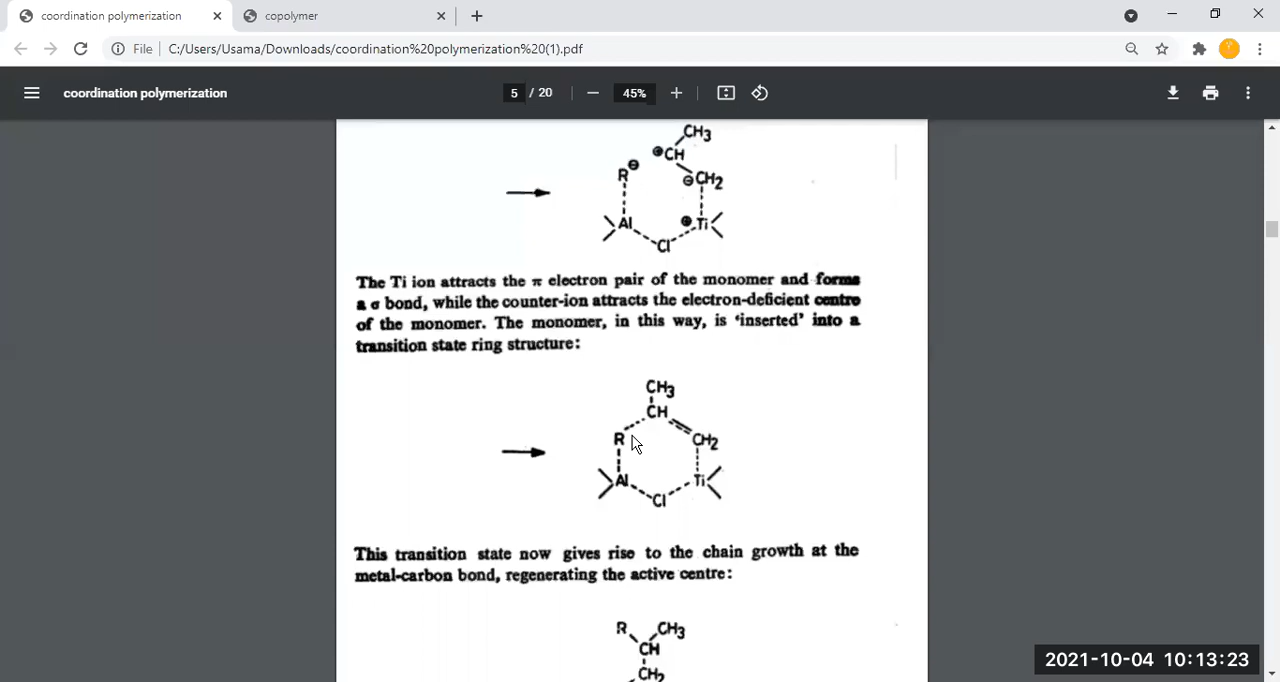 coordination polymerization
copolymer
File
C:/Users/Usama/Downloads/coordination%20polymerization%20(1).pdf
coordination polymerization
5 / 20
45%
CH3
⊕CH
R⊖
⊖CH2
Al
⊕Ti
Cl
The Ti ion attracts the π electron pair of the monomer and forms
a σ bond, while the counter-ion attracts the electron-deficient centre
of the monomer. The monomer, in this way, is ‘inserted’ into a
transition state ring structure:
CH3
CH
R
CH2
Al
Ti
Cl
This transition state now gives rise to the chain growth at the
metal-carbon bond, regenerating the active centre:
R
CH3
CH
CH2
2021-10-04 10:13:23